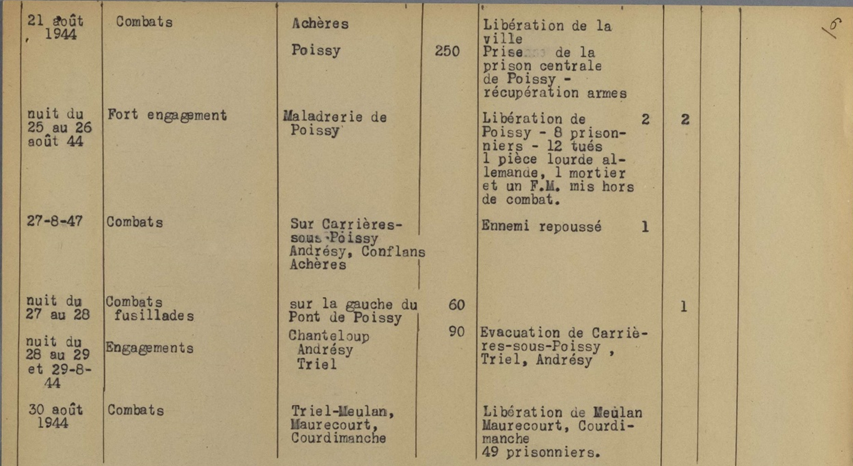 21 août Combats Achères Libération de la
, 1944 ville
Poissy 250 Prise de la
prison centrale
de Poissy -
récupération armes
nuit du Fort engagement Maladrerie de Libération de 2 2
25 au 26 Poissy Poissy - 8 prison-
août 44 niers - 12 tués
1 pièce lourde al-
lemande, 1 mortier
et un F.M. mis hors
de combat.
27-8-47 Combats Sur Carrières- Ennemi repoussé 1
sous-Poissy
Andrésy, Conflans
Achères
nuit du Combats sur la gauche du 60 1
27 au 28 fusillades Pont de Poissy
nuit du Chanteloup 90 Evacuation de Carriè-
28 au 29 Engagements Andrésy res-sous-Poissy ,
et 29-8- Triel Triel, Andrésy
44
30 août Combats Triel-Meulan, Libération de Meulan
1944 Maurecourt, Maurecourt, Courdi-
Courdimanche manche
49 prisonniers.